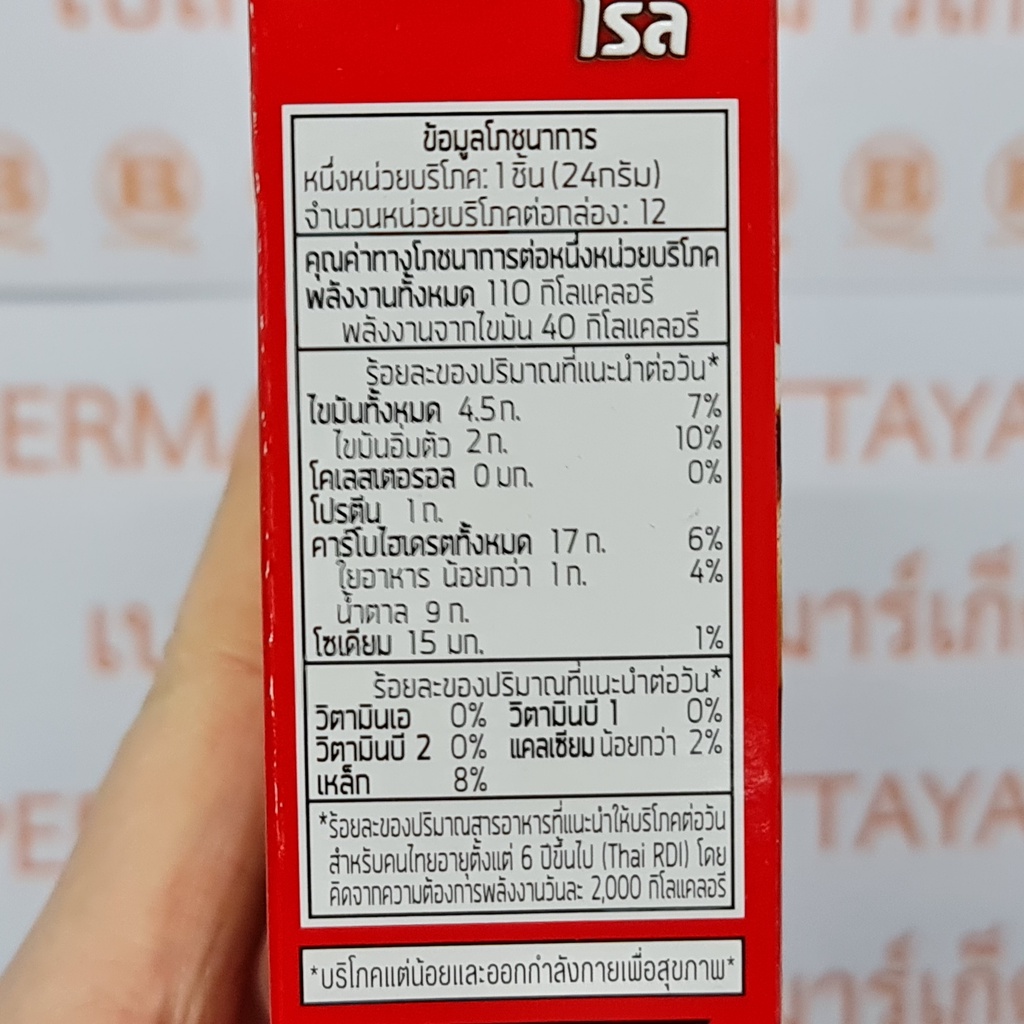 โรล
ข้อมูลโภชนาการ
หนึ่งหน่วยบริโภค: 1 ชิ้น (24กรัม)
จำนวนหน่วยบริโภคต่อกล่อง: 12
คุณค่าทางโภชนาการต่อหนึ่งหน่วยบริโภค
พลังงานทั้งหมด 110 กิโลแคลอรี
พลังงานจากไขมัน 40 กิโลแคลอรี
ร้อยละของปริมาณที่แนะนำต่อวัน*
ไขมันทั้งหมด 4.5 ก. 7%
ไขมันอิ่มตัว 2 ก. 10%
โคเลสเตอรอล 0 มก. 0%
โปรตีน 1 ก.
คาร์โบไฮเดรตทั้งหมด 17 ก. 6%
ใยอาหาร น้อยกว่า 1 ก. 4%
น้ำตาล 9 ก.
โซเดียม 15 มก. 1%
ร้อยละของปริมาณที่แนะนำต่อวัน*
วิตามินเอ 0% วิตามินบี 1 0%
วิตามินบี 2 0% แคลเซียม น้อยกว่า 2%
เหล็ก 8%
*ร้อยละของปริมาณสารอาหารที่แนะนำให้บริโภคต่อวัน
สำหรับคนไทยอายุตั้งแต่ 6 ปีขึ้นไป (Thai RDI) โดย
คิดจากความต้องการพลังงานวันละ 2,000 กิโลแคลอรี
*บริโภคแต่น้อยและออกกำลังกายเพื่อสุขภาพ*